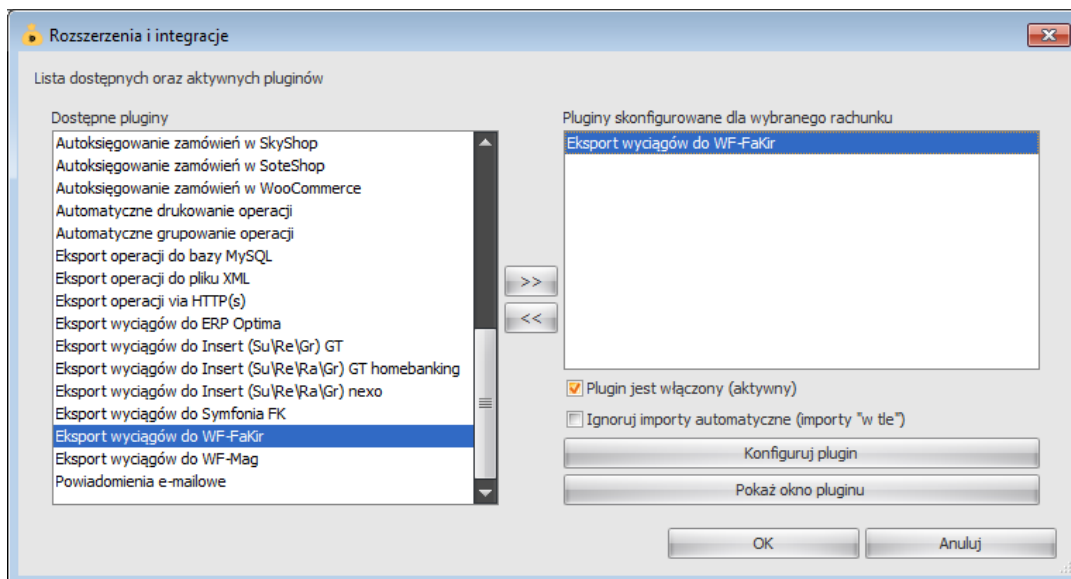 Rozszerzenia i integracje
Lista dostępnych oraz aktywnych pluginów
Dostępne pluginy
Autoksięgowanie zamówień w SkyShop
Autoksięgowanie zamówień w SoteShop
Autoksięgowanie zamówień w WooCommerce
Automatyczne drukowanie operacji
Automatyczne grupowanie operacji
Eksport operacji do bazy MySQL
Eksport operacji do pliku XML
Eksport operacji via HTTP(s)
Eksport wyciągów do ERP Optima
Eksport wyciągów do Insert (Su\Re\Gr) GT
Eksport wyciągów do Insert (Su\Re\Ra\Gr) GT homebanking
Eksport wyciągów do Insert (Su\Re\Ra\Gr) nexo
Eksport wyciągów do Symfonia FK
Eksport wyciągów do WF-FaKir
Eksport wyciągów do WF-Mag
Powiadomienia e-mailowe
>>
<<
Pluginy skonfigurowane dla wybranego rachunku
Eksport wyciągów do WF-FaKir
Plugin jest włączony (aktywny)
Ignoruj importy automatyczne (importy "w tle")
Konfiguruj plugin
Pokaż okno pluginu
OK
Anuluj